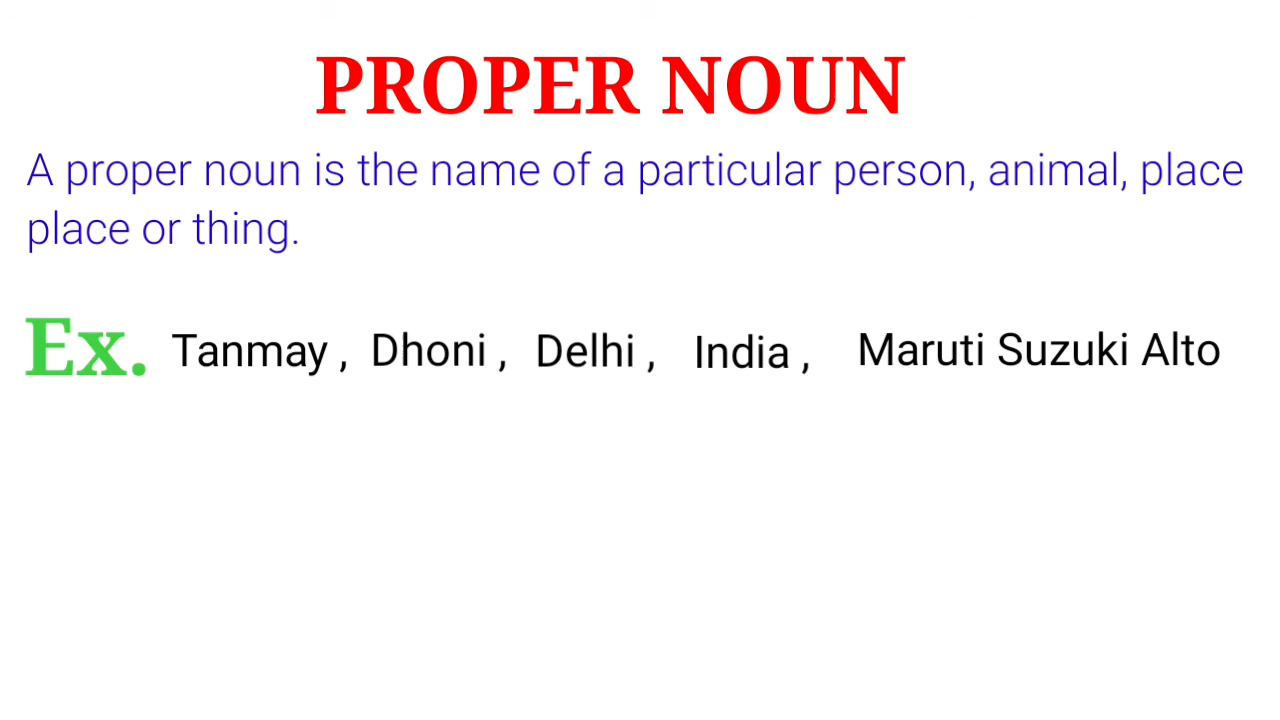 PROPER NOUN
A proper noun is the name of a particular person, animal, place
place or thing.
Ex. Tanmay , Dhoni , Delhi , India , Maruti Suzuki Alto